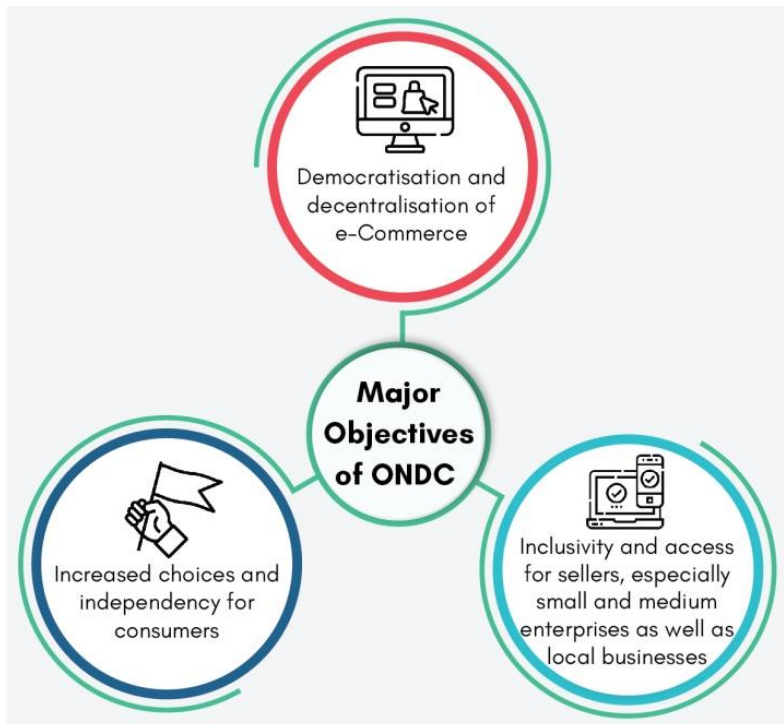 Democratisation and
decentralisation of
e-Commerce
Major
Objectives
of ONDC
Increased choices and
independency for
consumers
Inclusivity and access
for sellers, especially
small and medium
enterprises as well as
local businesses